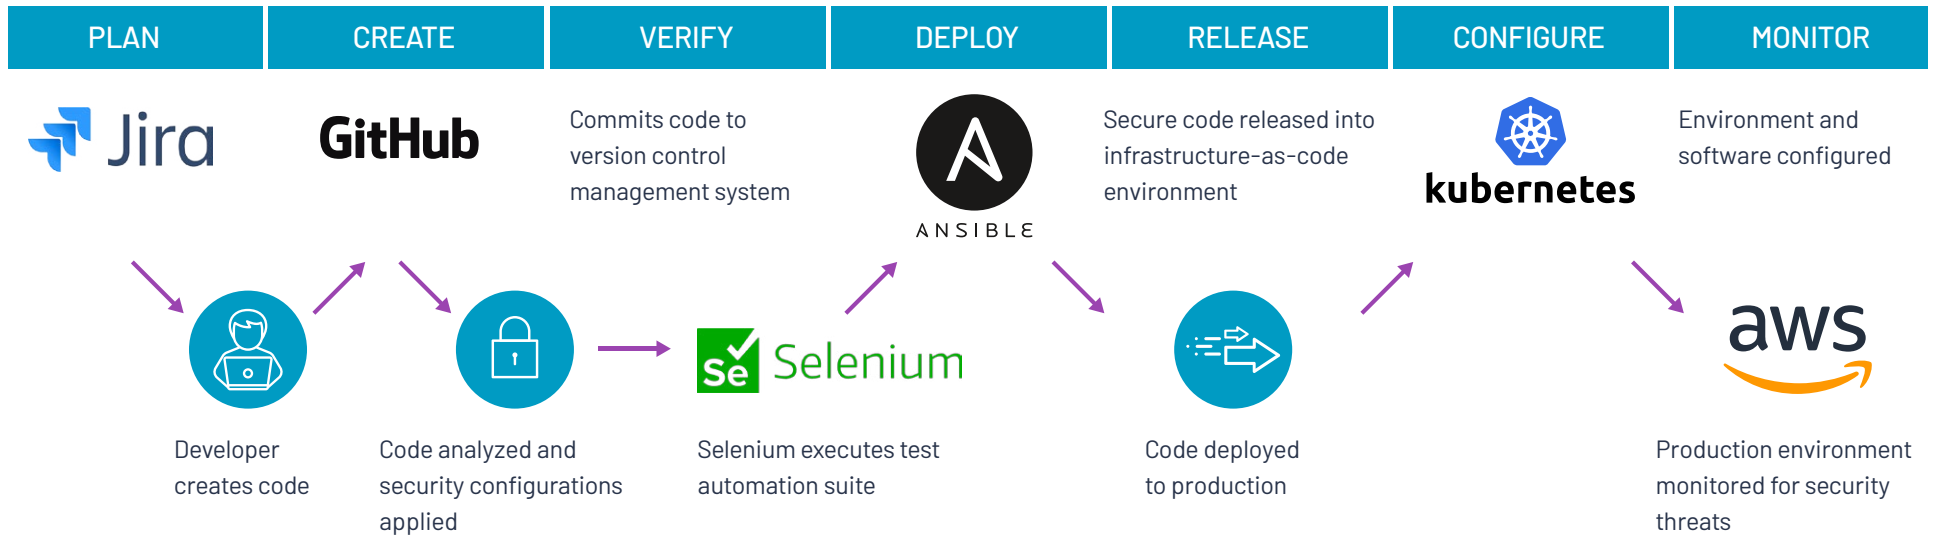 PLAN
CREATE
VERIFY
DEPLOY
RELEASE
CONFIGURE
MONITOR
Jira
GitHub
Commits code to
version control
management system
ANSIBLE
Secure code released into
infrastructure-as-code
environment
kubernetes
Environment and
software configured
Developer
creates code
Code analyzed and
security configurations
applied
Se
Selenium
Selenium executes test
automation suite
Code deployed
to production
aws
Production environment
monitored for security
threats